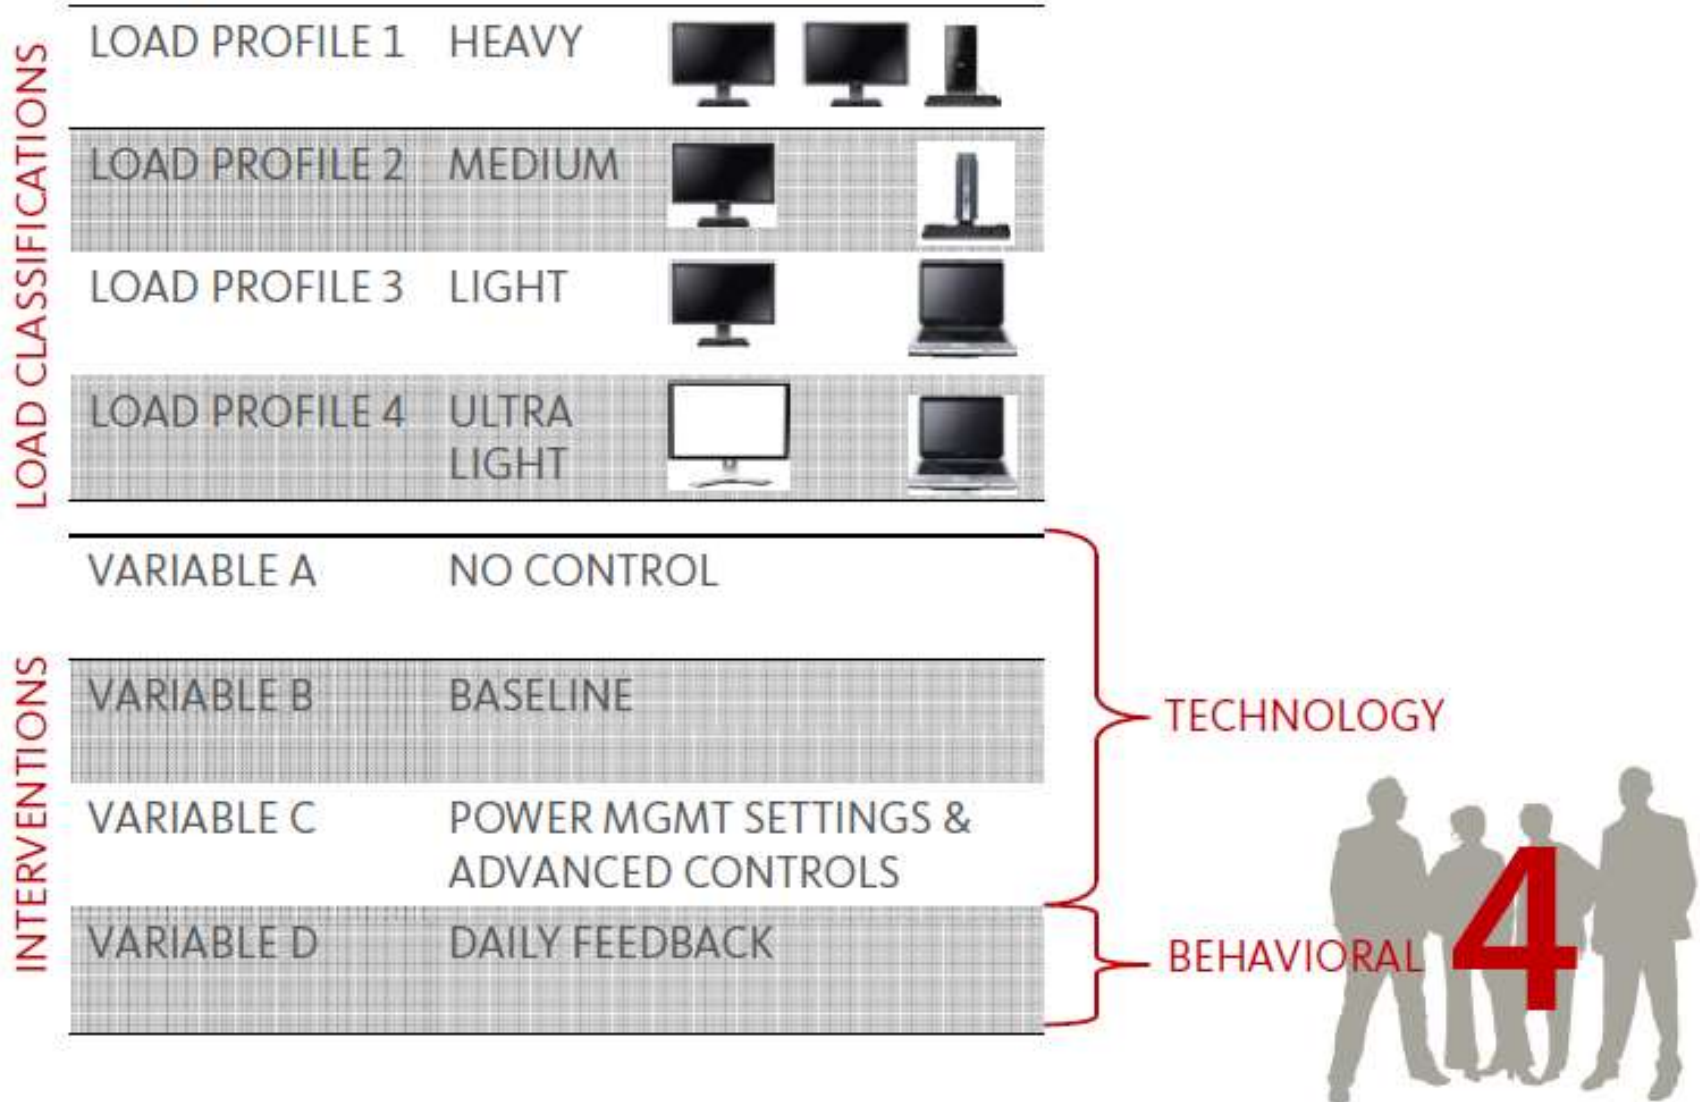 LOAD CLASSIFICATIONS
LOAD PROFILE 1 HEAVY
LOAD PROFILE 2 MEDIUM
LOAD PROFILE 3 LIGHT
LOAD PROFILE 4 ULTRA
LIGHT
INTERVENTIONS
VARIABLE A NO CONTROL
VARIABLE B BASELINE
VARIABLE C POWER MGMT SETTINGS &
ADVANCED CONTROLS
VARIABLE D DAILY FEEDBACK
TECHNOLOGY
BEHAVIORAL
4